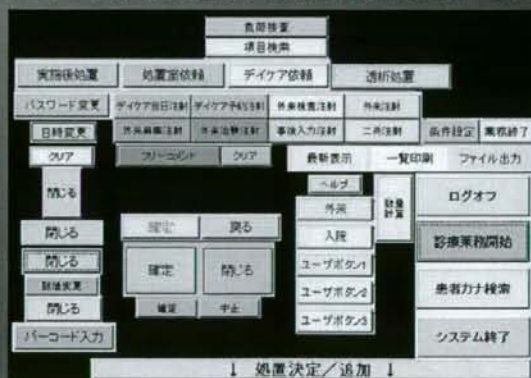 負荷検査
項目検索
実施後処置 処置室依頼 デイケア依頼 透析処置
パスワード変更 デイケア当日注射 デイケア予約注射 外来検査注射 外来注射
日時変更 外来麻薬注射 外来治験注射 事後入力注射 二共注射 条件設定 業務終了
クリア フリーコメント クリア 最新表示 一覧印刷 ファイル出力
閉じる
ヘルプ
外来
数量計算
ログオフ
閉じる
確定 戻る
入院
診療業務開始
閉じる
確定 閉じる
ユーザボタン1
ユーザボタン2
患者カナ検索
閉じる
確定 中止
ユーザボタン3
バーコード入力
システム終了
↓ 処置決定/追加 ↓